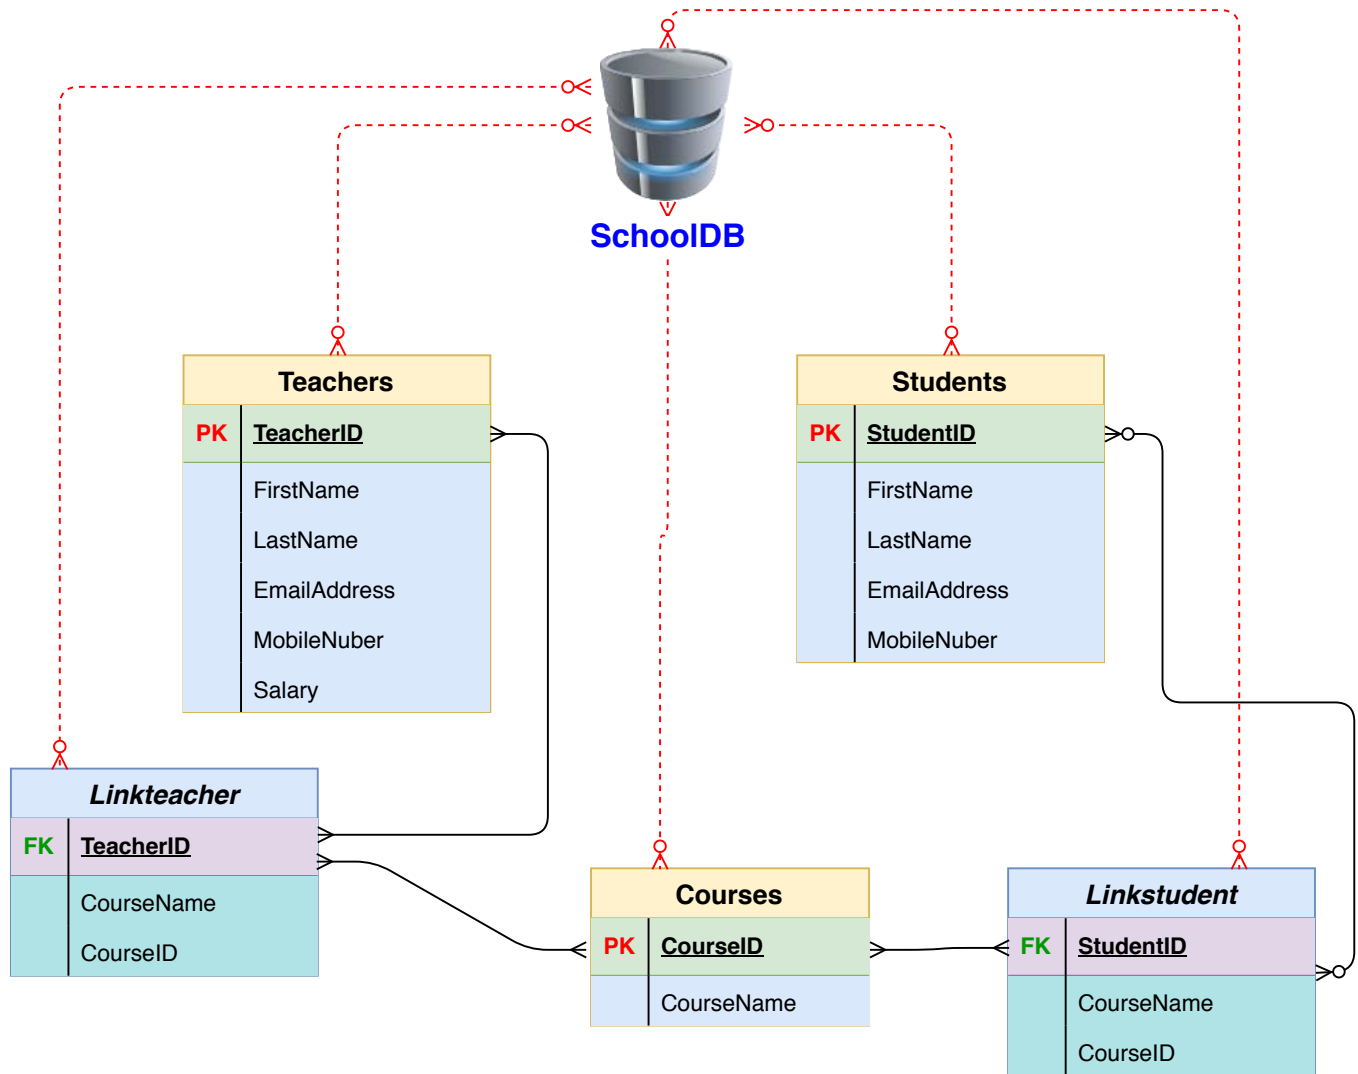 SchoolDB
Teachers
PK TeacherID
FirstName
LastName
EmailAddress
MobileNuber
Salary
Students
PK StudentID
FirstName
LastName
EmailAddress
MobileNuber
Linkteacher
FK TeacherID
CourseName
CourseID
Courses
PK CourseID
CourseName
Linkstudent
FK StudentID
CourseName
CourseID